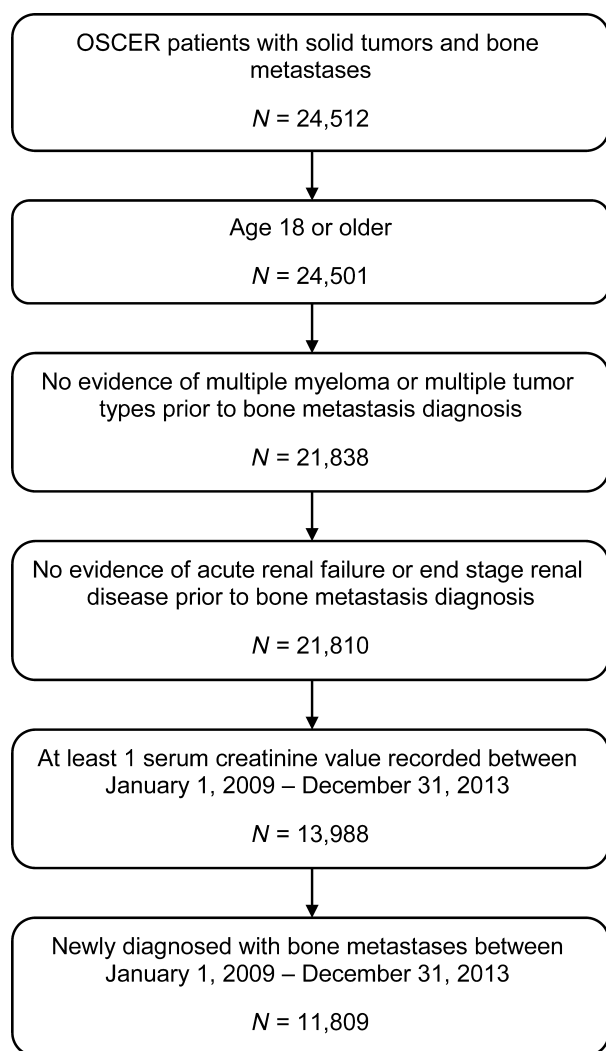 OSCER patients with solid tumors and bone
metastases
N = 24,512
Age 18 or older
N = 24,501
No evidence of multiple myeloma or multiple tumor
types prior to bone metastasis diagnosis
N = 21,838
No evidence of acute renal failure or end stage renal
disease prior to bone metastasis diagnosis
N = 21,810
At least 1 serum creatinine value recorded between
January 1, 2009 – December 31, 2013
N = 13,988
Newly diagnosed with bone metastases between
January 1, 2009 – December 31, 2013
N = 11,809